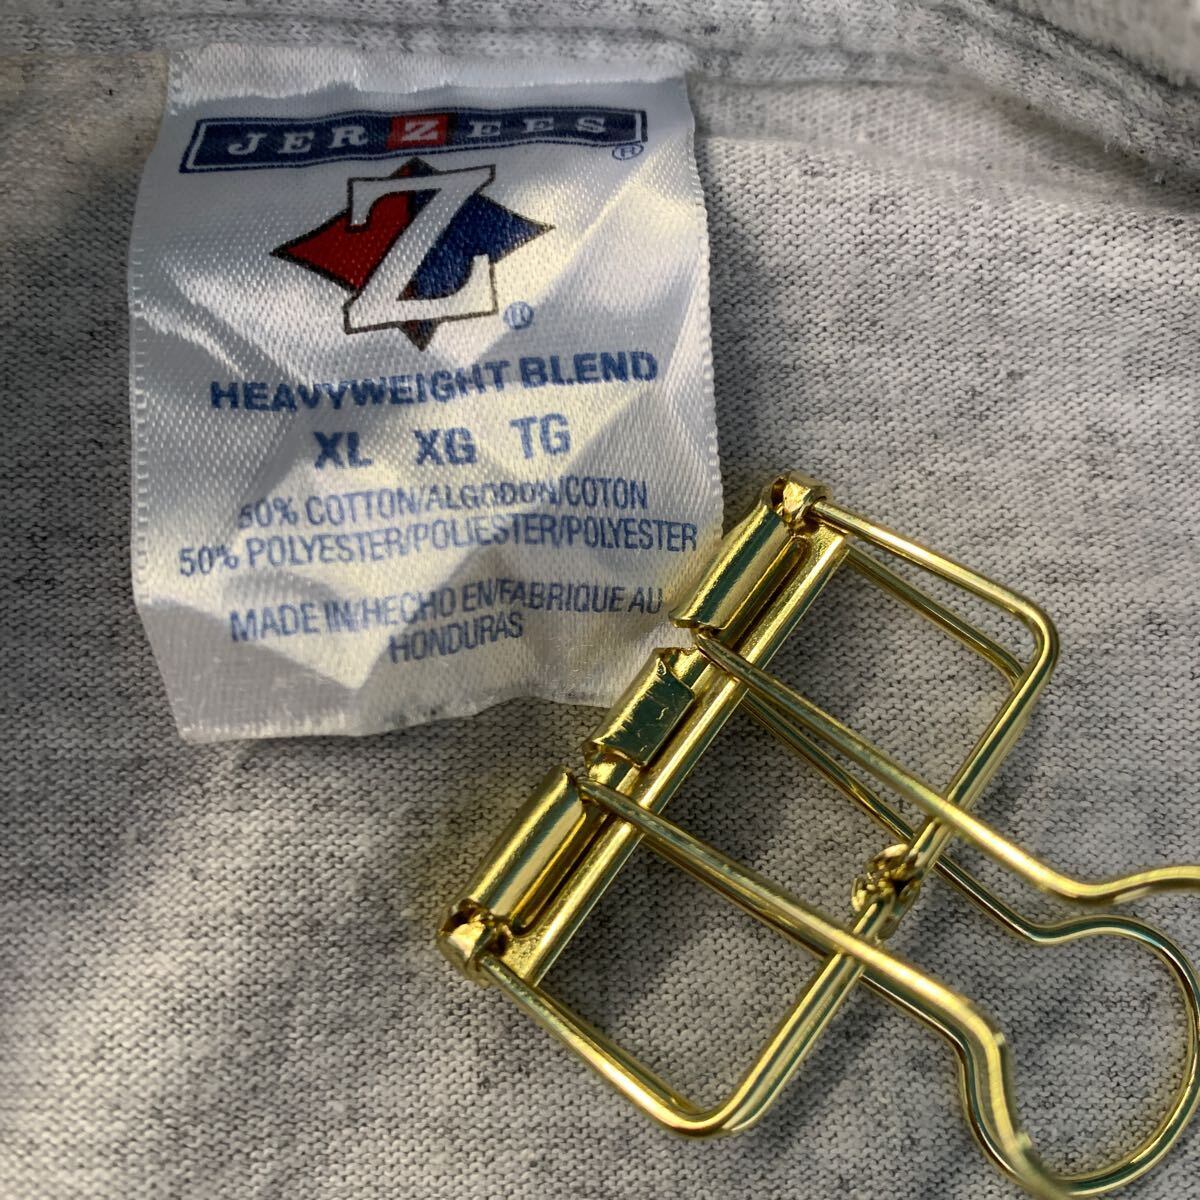 JERZEES®
Z®
HEAVYWEIGHT BLEND
XL XG TG
50% COTTON/ALGODON/COTON
50% POLYESTER/POLIESTER/POLYESTER
MADE IN/HECHO EN/FABRIQUE AU
HONDURAS